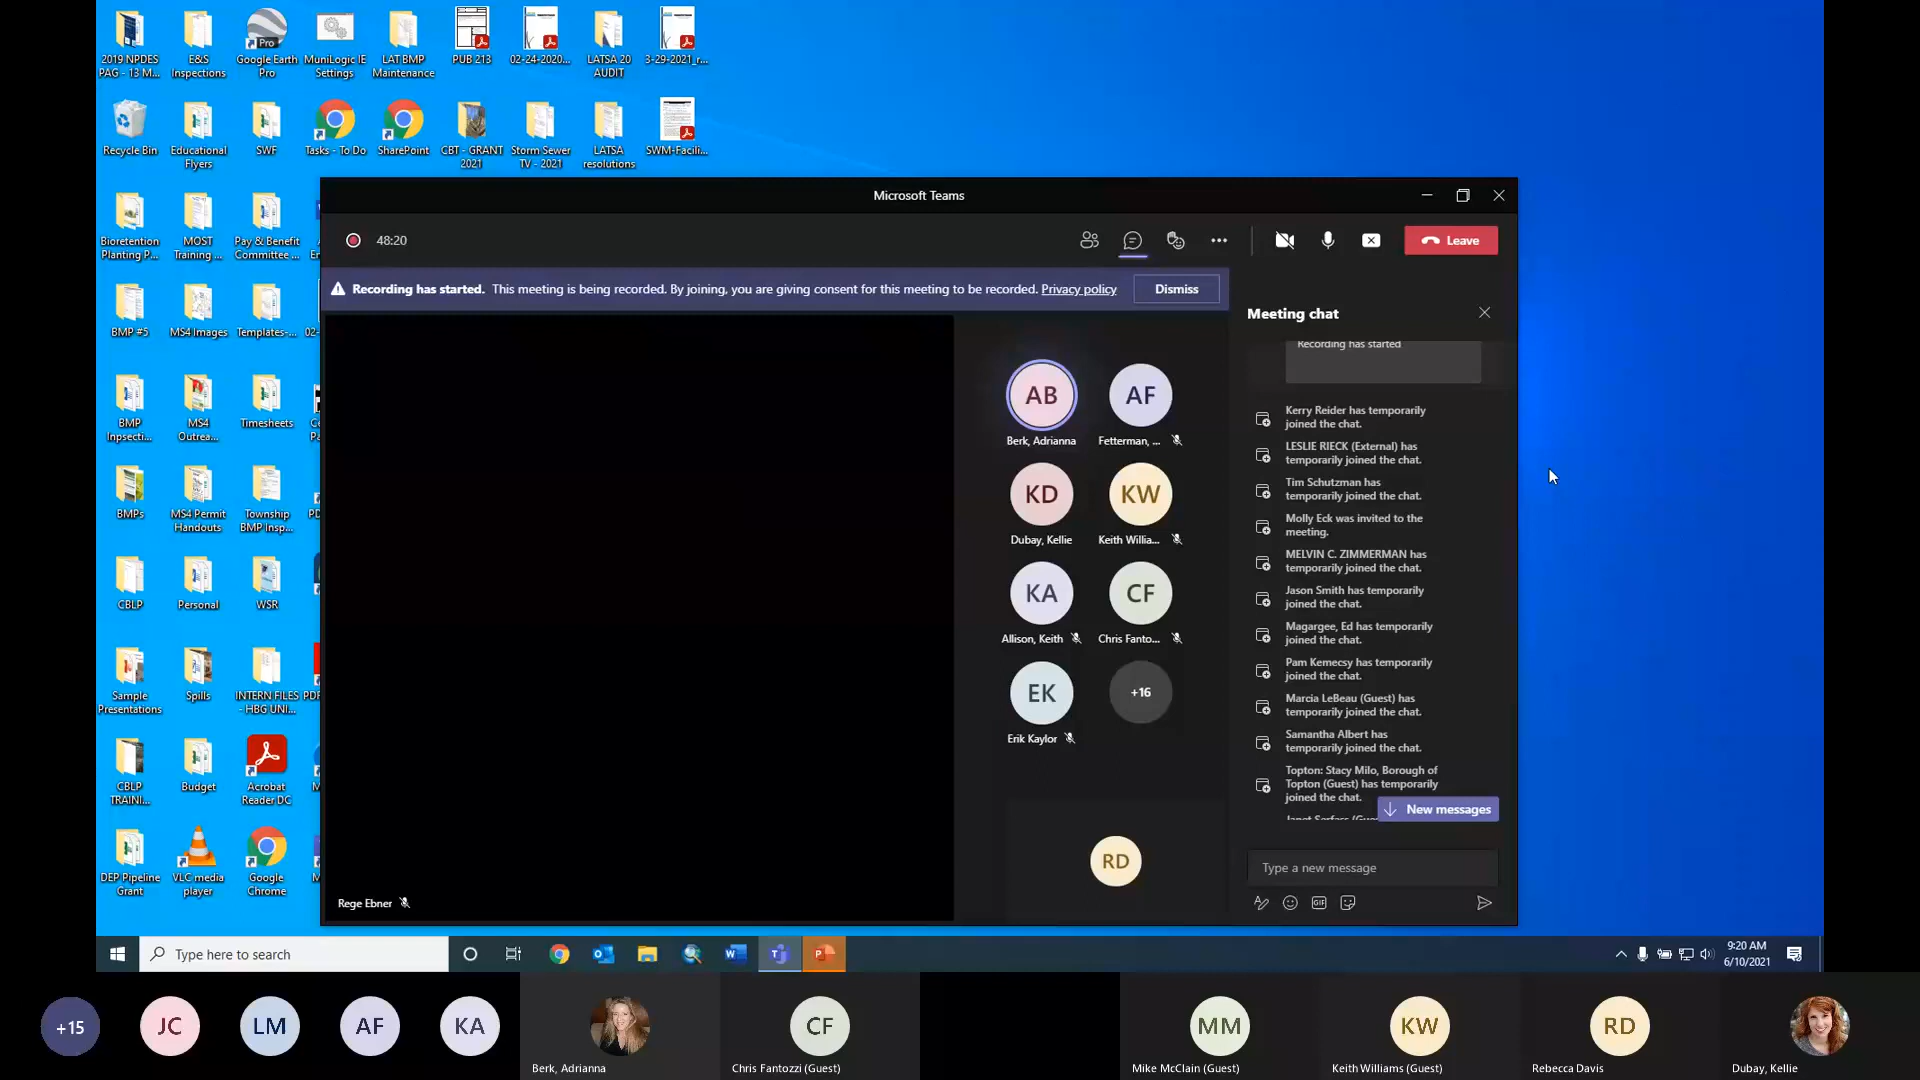 2019 NPDES
PAG - 13 M...
E&S
Inspections
Google Earth
Pro
MuniLogic IE
Settings
LAT BMP
Maintenance
PUB 213
02-24-2020...
LATSA 20
AUDIT
3-29-2021_r...
Recycle Bin
Educational
Flyers
SWF
Tasks - To Do
SharePoint
CBT - GRANT
2021
Storm Sewer
TV - 2021
LATSA
resolutions
SWM-Facili...
Bioretention
Planting P...
MOST
Training ...
Pay & Benefit
Committee ...
BMP #5
MS4 Images
Templates-...
BMP
Inpsecti...
MS4
Outrea...
Timesheets
BMPs
MS4 Permit
Handouts
Township
BMP Insp...
CBLP
Personal
WSR
Sample
Presentations
Spills
INTERN FILES
- HBG UNI...
CBLP
TRAINI...
Budget
Acrobat
Reader DC
DEP Pipeline
Grant
VLC media
player
Google
Chrome
Microsoft Teams
48:20
Leave
Recording has started. This meeting is being recorded. By joining, you are giving consent for this meeting to be recorded. Privacy policy
Dismiss
Rege Ebner
AB
Berk, Adrianna
AF
Fetterman, ...
KD
Dubay, Kellie
KW
Keith Willia...
KA
Allison, Keith
CF
Chris Fanto...
EK
Erik Kaylor
+16
RD
Meeting chat
Recording has started
Kerry Reider has temporarily
joined the chat.
LESLIE RIECK (External) has
temporarily joined the chat.
Tim Schutzman has
temporarily joined the chat.
Molly Eck was invited to the
meeting.
MELVIN C. ZIMMERMAN has
temporarily joined the chat.
Jason Smith has temporarily
joined the chat.
Magargee, Ed has temporarily
joined the chat.
Pam Kemecsy has temporarily
joined the chat.
Marcia LeBeau (Guest) has
temporarily joined the chat.
Samantha Albert has
temporarily joined the chat.
Topton: Stacy Milo, Borough of
Topton (Guest) has temporarily
joined the chat.
New messages
Type a new message
GIF
Type here to search
9:20 AM
6/10/2021
+15
JC
LM
AF
KA
Berk, Adrianna
CF
Chris Fantozzi (Guest)
MM
Mike McClain (Guest)
KW
Keith Williams (Guest)
RD
Rebecca Davis
Dubay, Kellie